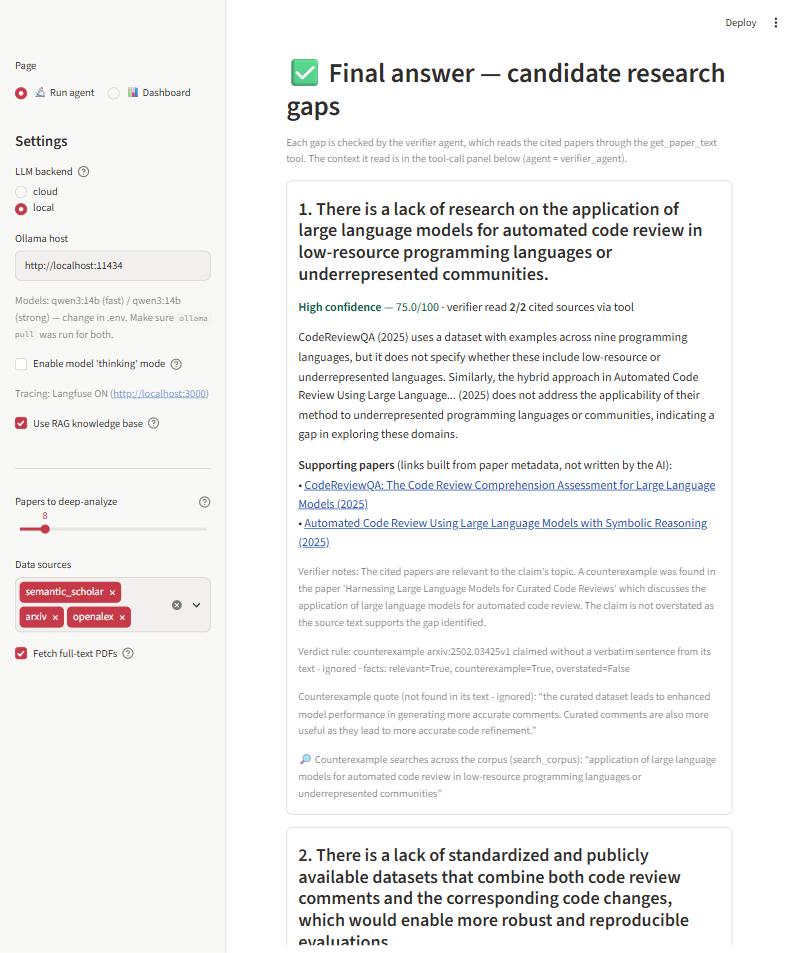 Deploy
Page
Run agent
Dashboard
Settings
LLM backend
cloud
local
Ollama host
http://localhost:11434
Models: qwen3:14b (fast) / qwen3:14b
(strong) — change in .env. Make sure ollama
pull was run for both.
Enable model 'thinking' mode
Tracing: Langfuse ON (http://localhost:3000)
Use RAG knowledge base
Papers to deep-analyze
8
Data sources
semantic_scholar
arxiv
openalex
Fetch full-text PDFs
Final answer — candidate research
gaps
Each gap is checked by the verifier agent, which reads the cited papers through the get_paper_text
tool. The context it read is in the tool-call panel below (agent = verifier_agent).
1. There is a lack of research on the application of
large language models for automated code review in
low-resource programming languages or
underrepresented communities.
High confidence — 75.0/100 · verifier read 2/2 cited sources via tool
CodeReviewQA (2025) uses a dataset with examples across nine programming
languages, but it does not specify whether these include low-resource or
underrepresented languages. Similarly, the hybrid approach in Automated Code
Review Using Large Language... (2025) does not address the applicability of their
method to underrepresented programming languages or communities, indicating a
gap in exploring these domains.
Supporting papers (links built from paper metadata, not written by the AI):
• CodeReviewQA: The Code Review Comprehension Assessment for Large Language
Models (2025)
• Automated Code Review Using Large Language Models with Symbolic Reasoning
(2025)
Verifier notes: The cited papers are relevant to the claim's topic. A counterexample was found in
the paper 'Harnessing Large Language Models for Curated Code Reviews' which discusses the
application of large language models for automated code review. The claim is not overstated as
the source text supports the gap identified.
Verdict rule: counterexample arxiv:2502.03425v1 claimed without a verbatim sentence from its
text - ignored · facts: relevant=True, counterexample=True, overstated=False
Counterexample quote (not found in its text - ignored): “the curated dataset leads to enhanced
model performance in generating more accurate comments. Curated comments are also more
useful as they lead to more accurate code refinement.”
Counterexample searches across the corpus (search_corpus): “application of large language
models for automated code review in low-resource programming languages or
underrepresented communities”
2. There is a lack of standardized and publicly
available datasets that combine both code review
comments and the corresponding code changes,
which would enable more robust and reproducible
evaluations